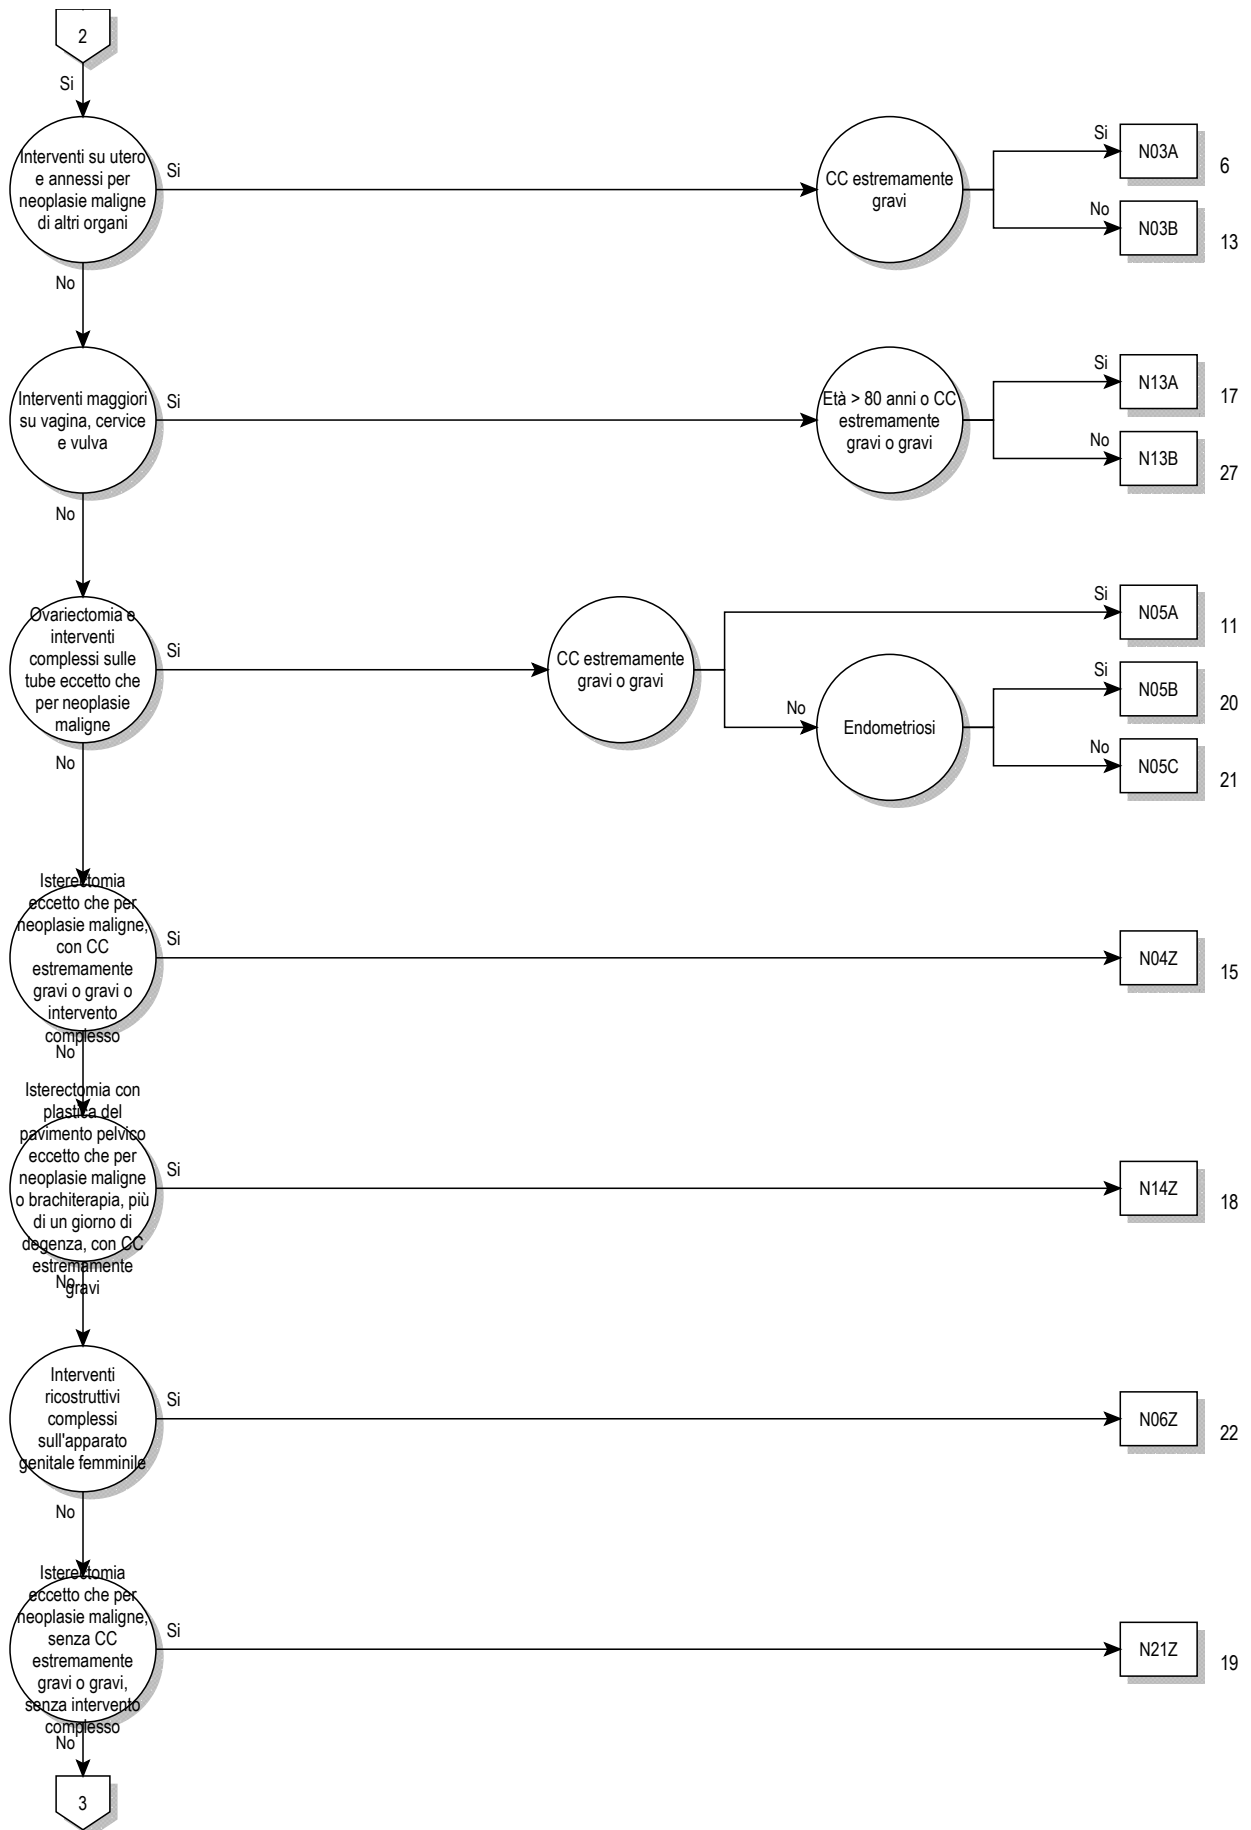 2
Si
Interventi su utero
e annessi per
neoplasie maligne
di altri organi
Si
CC estremamente
gravi
Si
N03A
6
No
N03B
13
No
Interventi maggiori
su vagina, cervice
e vulva
Si
Età > 80 anni o CC
estremamente
gravi o gravi
Si
N13A
17
No
N13B
27
No
Ovariectomia e
interventi
complessi sulle
tube eccetto che
per neoplasie
maligne
Si
CC estremamente
gravi o gravi
Si
N05A
11
No
Endometriosi
Si
N05B
20
No
N05C
21
No
Isterectomia
eccetto che per
neoplasie maligne,
con CC
estremamente
gravi o gravi o
intervento
complesso
Si
N04Z
15
No
Isterectomia con
plastica del
pavimento pelvico
eccetto che per
neoplasie maligne
o brachiterapia, più
di un giorno di
degenza, con CC
estremamente
gravi
Si
N14Z
18
No
Interventi
ricostruttivi
complessi
sull'apparato
genitale femminile
Si
N06Z
22
No
Isterectomia
eccetto che per
neoplasie maligne,
senza CC
estremamente
gravi o gravi,
senza intervento
complesso
Si
N21Z
19
No
3